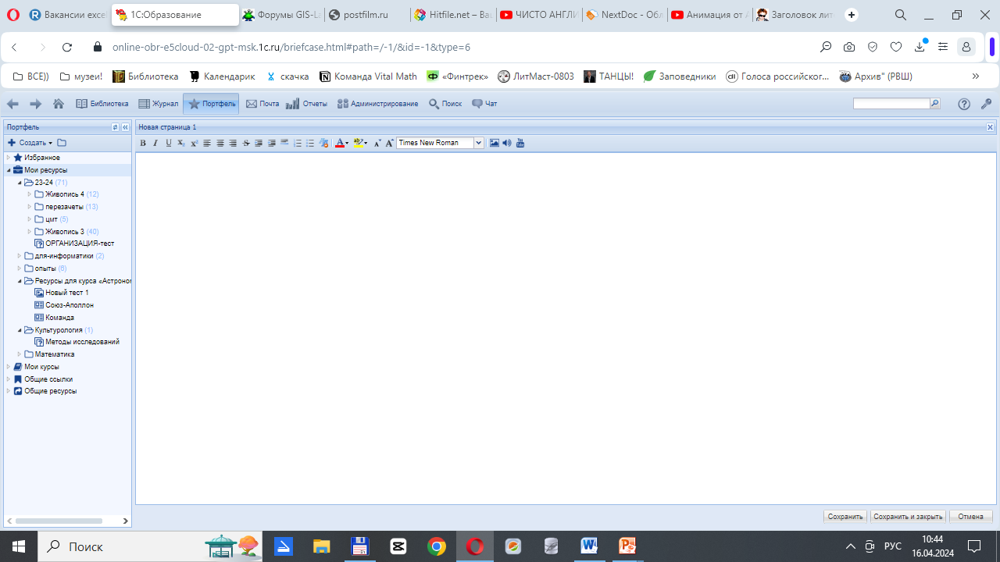 Вакансии excel
1С:Образование
Форумы GIS-La
postfilm.ru
Hitfile.net – Ва
ЧИСТО АНГЛИ
NextDoc - Обл
Анимация от А
Заголовок лит
online-obr-e5cloud-02-gpt-msk.1c.ru/briefcase.html#path=/-1/&id=-1&type=6
ВСЕ))
музеи!
Библиотека
Календарик
скачка
Команда Vital Math
«Финтрек»
ЛитМаст-0803
ТАНЦЫ!
Заповедники
Голоса российског...
Архив" (РВШ)
Библиотека
Журнал
Портфель
Почта
Отчеты
Администрирование
Поиск
Чат
Портфель
Новая страница 1
Создать
Times New Roman
Избранное
Мои ресурсы
23-24 (71)
Живопись 4 (12)
перезачеты (13)
цмт (5)
Живопись 3 (40)
ОРГАНИЗАЦИЯ-тест
для-информатики (2)
опыты (6)
Ресурсы для курса «Астроном
Новый тест 1
Союз-Аполлон
Команда
Культурология (1)
Методы исследований
Математика
Мои курсы
Общие ссылки
Общие ресурсы
Сохранить
Сохранить и закрыть
Отмена
Поиск
РУС
10:44
16.04.2024